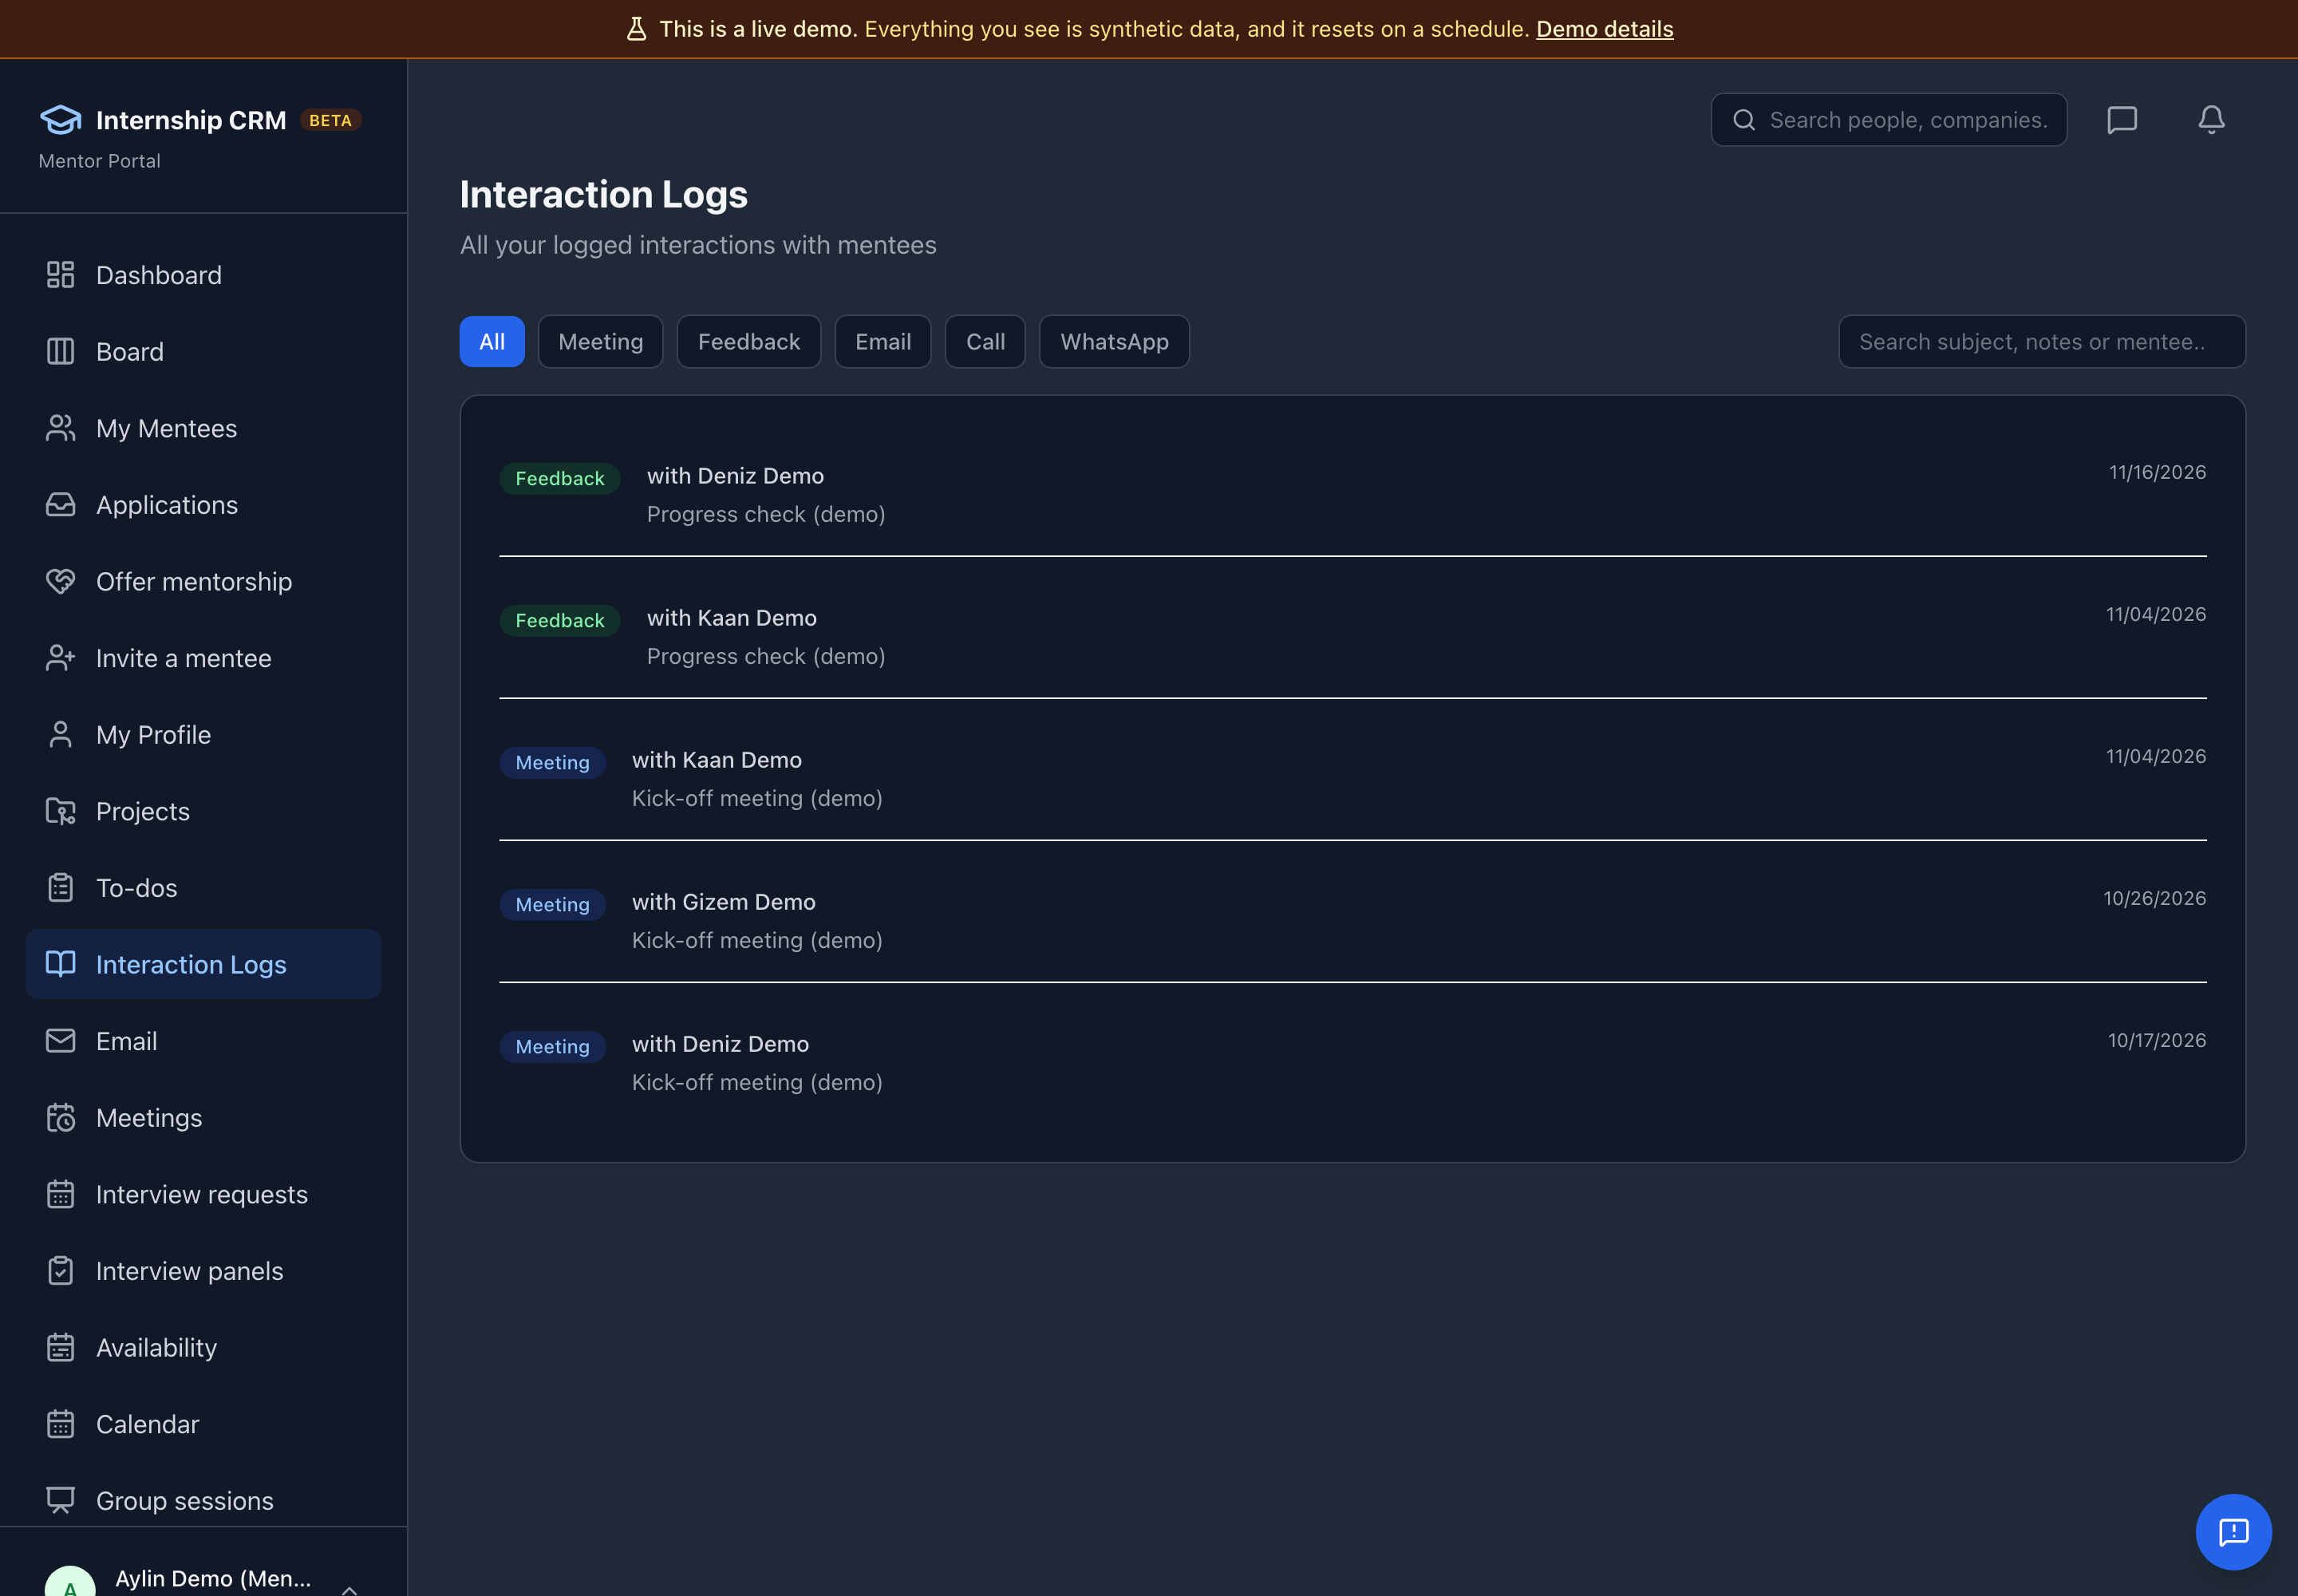 This is a live demo. Everything you see is synthetic data, and it resets on a schedule. Demo details
Internship CRM BETA
Mentor Portal
Dashboard
Board
My Mentees
Applications
Offer mentorship
Invite a mentee
My Profile
Projects
To-dos
Interaction Logs
Email
Meetings
Interview requests
Interview panels
Availability
Calendar
Group sessions
A
Aylin Demo (Men...
Search people, companies.
Interaction Logs
All your logged interactions with mentees
All Meeting Feedback Email Call WhatsApp
Search subject, notes or mentee..
Feedback with Deniz Demo 11/16/2026
Progress check (demo)
Feedback with Kaan Demo 11/04/2026
Progress check (demo)
Meeting with Kaan Demo 11/04/2026
Kick-off meeting (demo)
Meeting with Gizem Demo 10/26/2026
Kick-off meeting (demo)
Meeting with Deniz Demo 10/17/2026
Kick-off meeting (demo)